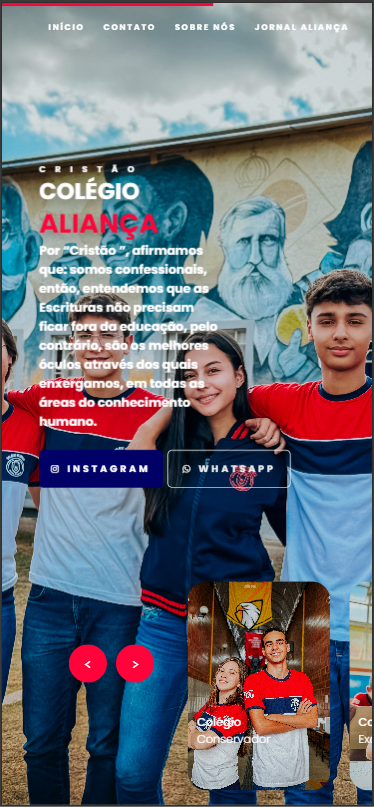 INÍCIO CONTATO SOBRE NÓS JORNAL ALIANÇA
CRISTÃO
COLÉGIO
ALIANÇA
Por “Cristão ”, afirmamos
que: somos confessionais,
então, entendemos que as
Escrituras não precisam
ficar fora da educação, pelo
contrário, são os melhores
óculos através dos quais
enxergamos, em todas as
áreas do conhecimento
humano.
INSTAGRAM WHATSAPP
< >
Colégio
Conservador